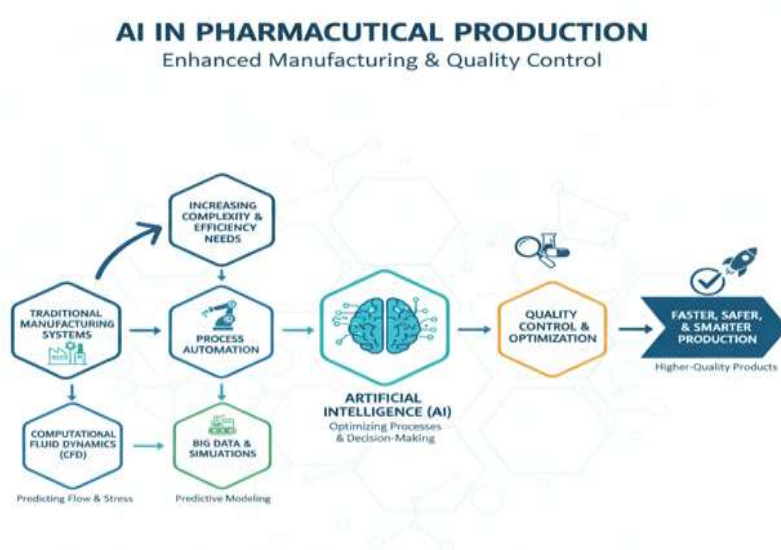 AI IN PHARMACUTICAL PRODUCTION
Enhanced Manufacturing & Quality Control
INCREASING
COMPLEXITY &
EFFICIENCY
NEEDS
TRADITIONAL
MANUFACTURING
SYSTEMS
PROCESS
AUTOMATION
QUALITY
CONTROL &
OPTIMIZATION
FASTER, SAFER,
& SMARTER
PRODUCTION
Higher-Quality Products
ARTIFICIAL
INTELLIGENCE (AI)
Optimizing Processes
& Decision-Making
COMPUTATIONAL
FLUID DYNAMICS
(CFD)
Predicting Flow & Stress
BIG DATA &
SIMUATIONS
Predictive Modeling